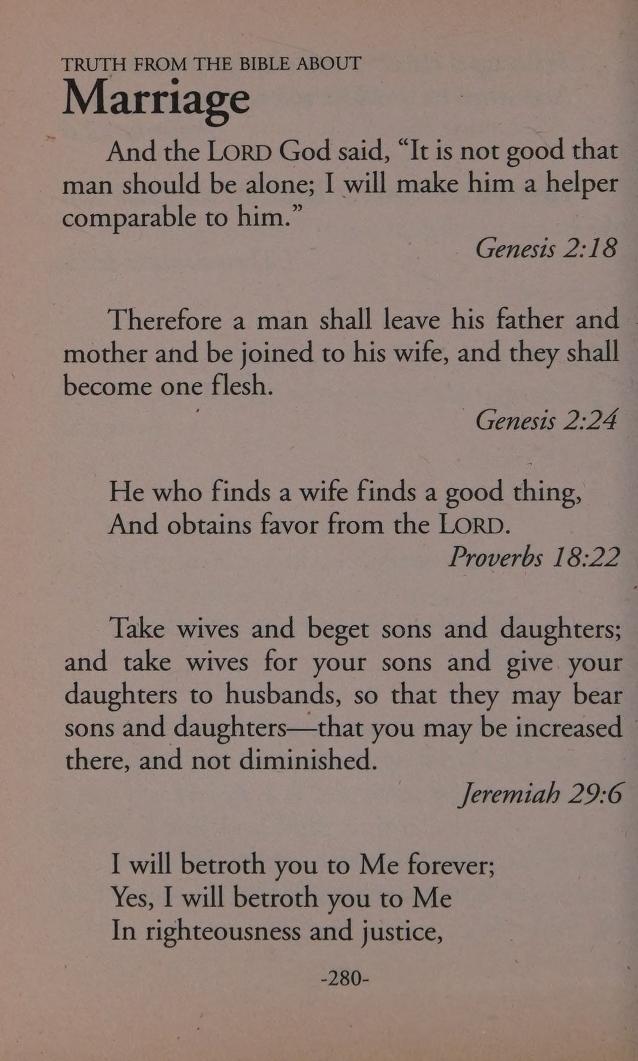 TRUTH FROM THE BIBLE ABOUT
Marriage
And the LORD God said, “It is not good that
man should be alone; I will make him a helper
comparable to him.”
Genesis 2:18
Therefore a man shall leave his father and
mother and be joined to his wife, and they shall
become one flesh.
Genesis 2:24
He who finds a wife finds a good thing,
And obtains favor from the LORD.
Proverbs 18:22
Take wives and beget sons and daughters;
and take wives for your sons and give your
daughters to husbands, so that they may bear
sons and daughters—that you may be increased
there, and not diminished.
Jeremiah 29:6
I will betroth you to Me forever;
Yes, I will betroth you to Me
In righteousness and justice,
-280-